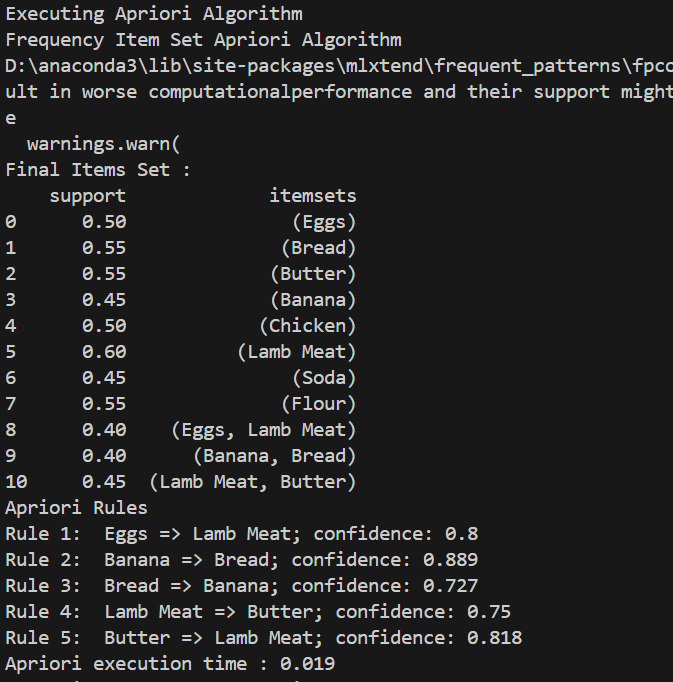 Executing Apriori Algorithm
Frequency Item Set Apriori Algorithm
D:\anaconda3\lib\site-packages\mlxtend\frequent_patterns\fpco
ult in worse computationalperformance and their support might
e
  warnings.warn(
Final Items Set :
    support             itemsets
0      0.50               (Eggs)
1      0.55              (Bread)
2      0.55             (Butter)
3      0.45             (Banana)
4      0.50            (Chicken)
5      0.60          (Lamb Meat)
6      0.45               (Soda)
7      0.55              (Flour)
8      0.40    (Eggs, Lamb Meat)
9      0.40      (Banana, Bread)
10     0.45  (Lamb Meat, Butter)
Apriori Rules
Rule 1:  Eggs => Lamb Meat; confidence: 0.8
Rule 2:  Banana => Bread; confidence: 0.889
Rule 3:  Bread => Banana; confidence: 0.727
Rule 4:  Lamb Meat => Butter; confidence: 0.75
Rule 5:  Butter => Lamb Meat; confidence: 0.818
Apriori execution time : 0.019